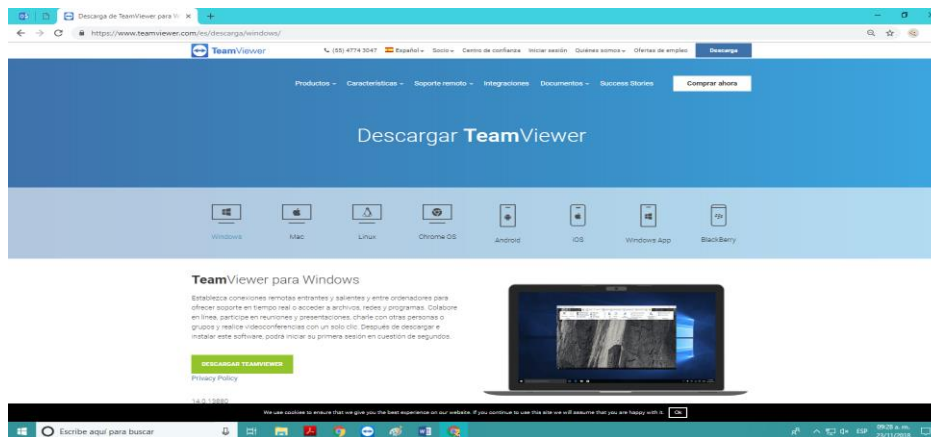 Descarga de TeamViewer para Wi
https://www.teamviewer.com/es/descarga/windows/
TeamViewer
(55) 4774 3047 Español Socio Centro de confianza Iniciar sesión Quiénes somos Ofertas de empleo Descarga
Productos Características Soporte remoto Integraciones Documentos Success Stories Comprar ahora
Descargar TeamViewer
Windows Mac Linux Chrome OS Android iOS Windows App BlackBerry
TeamViewer para Windows
Establezca conexiones remotas entrantes y salientes y entre ordenadores para
ofrecer soporte en tiempo real o acceder a archivos, redes y programas. Colabore
en línea, participe en reuniones y presentaciones, charle con otras personas o
grupos y realice videoconferencias con un solo clic. Después de descargar e
instalar este software, podrá iniciar su primera sesión en cuestión de segundos.
DESCARGAR TEAMVIEWER
Privacy Policy
14.0.13880
We use cookies to ensure that we give you the best experience on our website. If you continue to use this site we will assume that you are happy with it. Ok
Escribe aquí para buscar
ESP
09:28 a. m.
23/11/2018